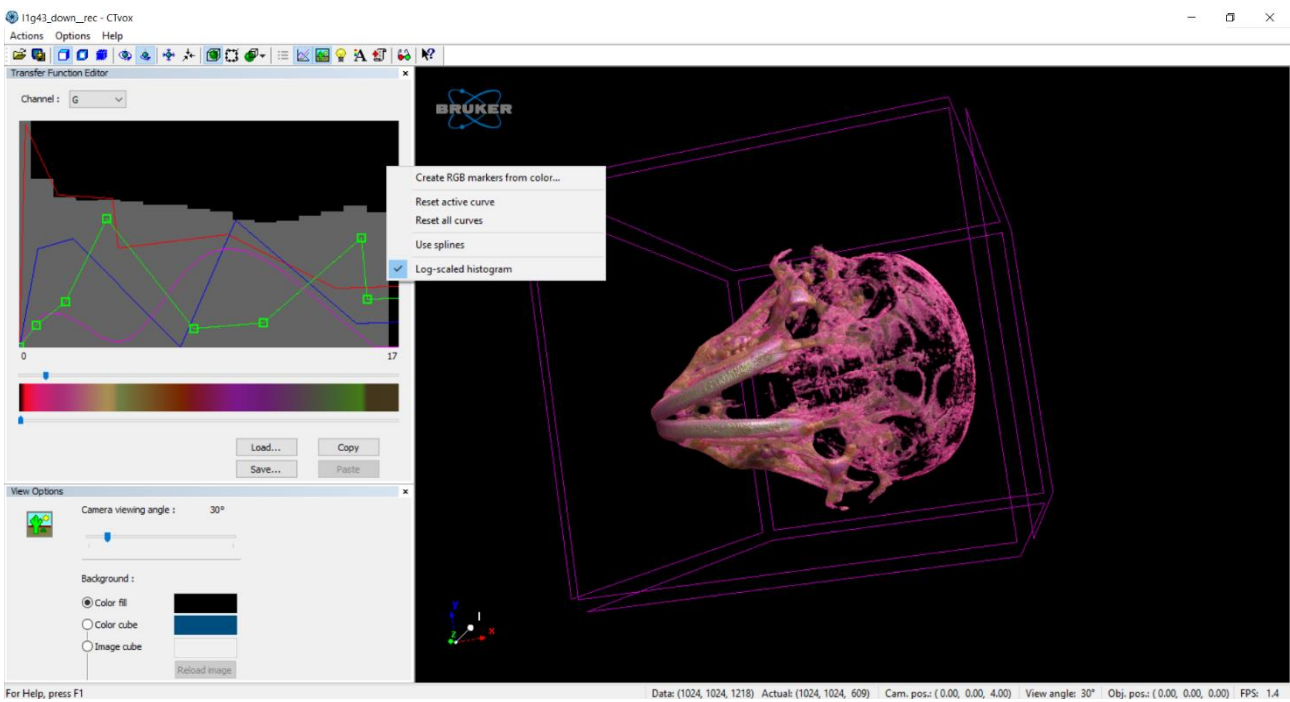 l1g43_down__rec - CTvox
Actions Options Help
Transfer Function Editor
Channel : G
0 17
Load... Copy
Save... Paste
View Options
Camera viewing angle : 30°
Background :
Color fill
Color cube
Image cube
Reload image
BRUKER
Create RGB markers from color...
Reset active curve
Reset all curves
Use splines
Log-scaled histogram
Y
I
Z X
For Help, press F1
Data: (1024, 1024, 1218) Actual: (1024, 1024, 609) Cam. pos.: ( 0.00, 0.00, 4.00) View angle: 30° Obj. pos.: ( 0.00, 0.00, 0.00) FPS: 1.4